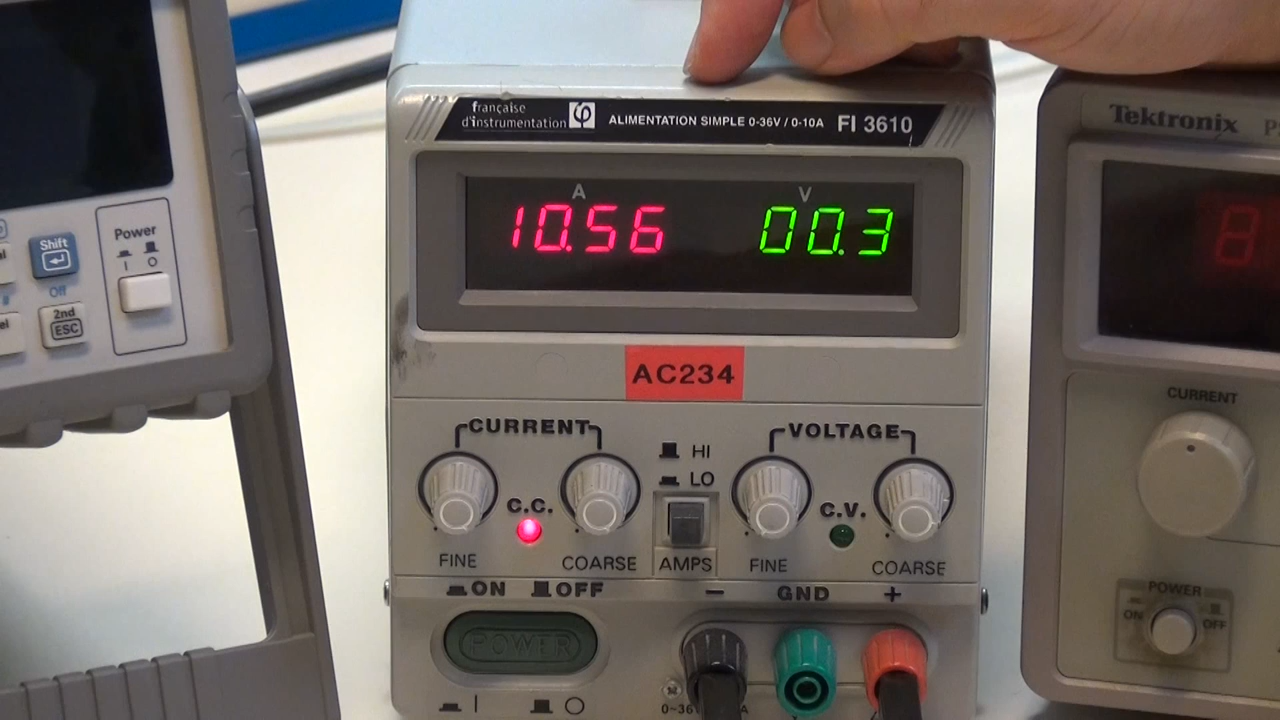 Power
I O
Shift
Off
2nd
ESC
française
d'instrumentation
ALIMENTATION SIMPLE 0-36V / 0-10A FI 3610
A V
10.56 00.3
AC234
CURRENT
HI
LO
VOLTAGE
C.C.
C.V.
FINE COARSE AMPS FINE COARSE
ON OFF - GND +
POWER
I O
Tektronix P
8
CURRENT
POWER
ON OFF